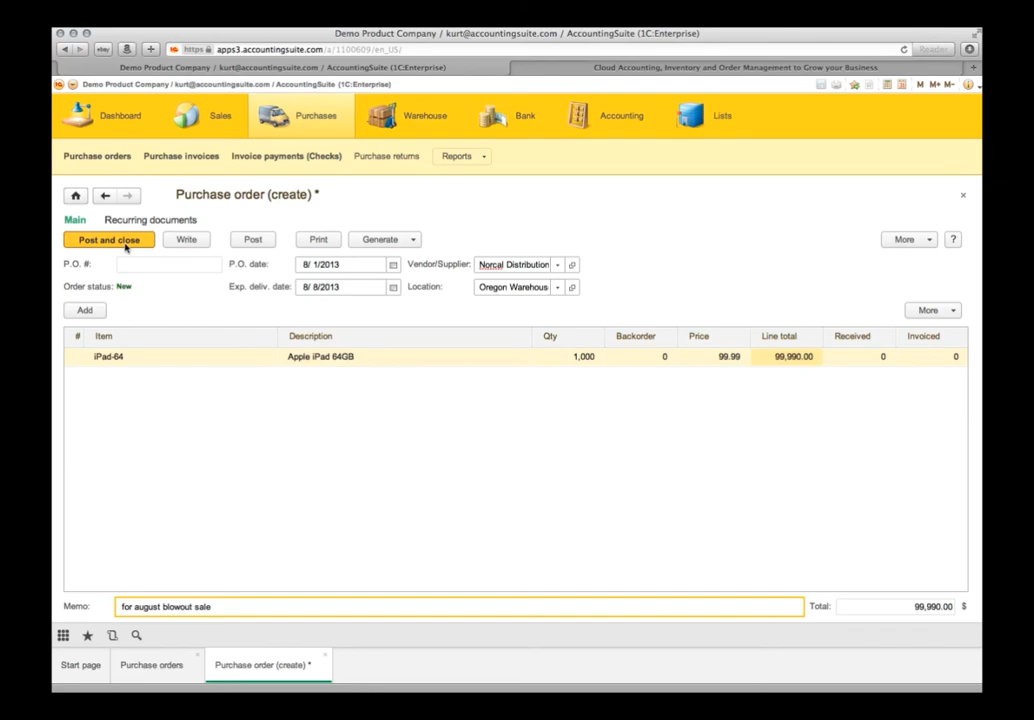 Demo Product Company / kurt@accountingsuite.com / AccountingSuite (1C:Enterprise)
ebay https apps3.accountingsuite.com/a/1100609/en_US/ Reader
Demo Product Company / kurt@accountingsuite.com / AccountingSuite (1C:Enterprise) Cloud Accounting, Inventory and Order Management to Grow your Business
Demo Product Company / kurt@accountingsuite.com / AccountingSuite (1C:Enterprise) M M+ M-
Dashboard Sales Purchases Warehouse Bank Accounting Lists
Purchase orders Purchase invoices Invoice payments (Checks) Purchase returns Reports
Purchase order (create) *
Main Recurring documents
Post and close Write Post Print Generate More ?
P.O. #: P.O. date: 8/ 1/2013 Vendor/Supplier: Norcal Distribution
Order status: New Exp. deliv. date: 8/ 8/2013 Location: Oregon Warehous
Add More
# Item Description Qty Backorder Price Line total Received Invoiced
iPad-64 Apple iPad 64GB 1,000 0 99.99 99,990.00 0 0
Memo: for august blowout sale Total: 99,990.00 $
Start page Purchase orders Purchase order (create) *